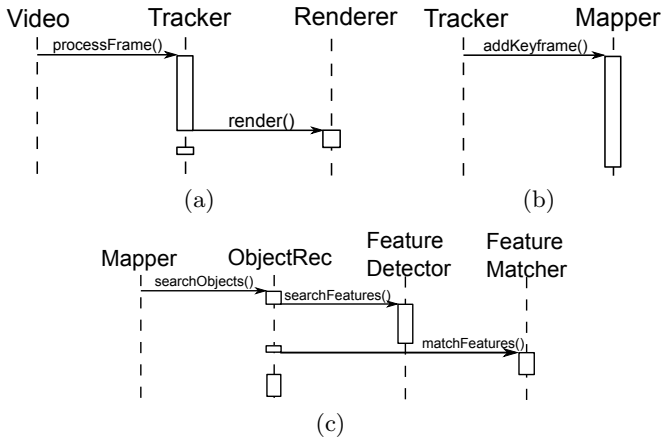 Video Tracker Renderer
processFrame()
render()
(a)
Tracker Mapper
addKeyframe()
(b)
Mapper ObjectRec Feature Detector Feature Matcher
searchObjects()
searchFeatures()
matchFeatures()
(c)